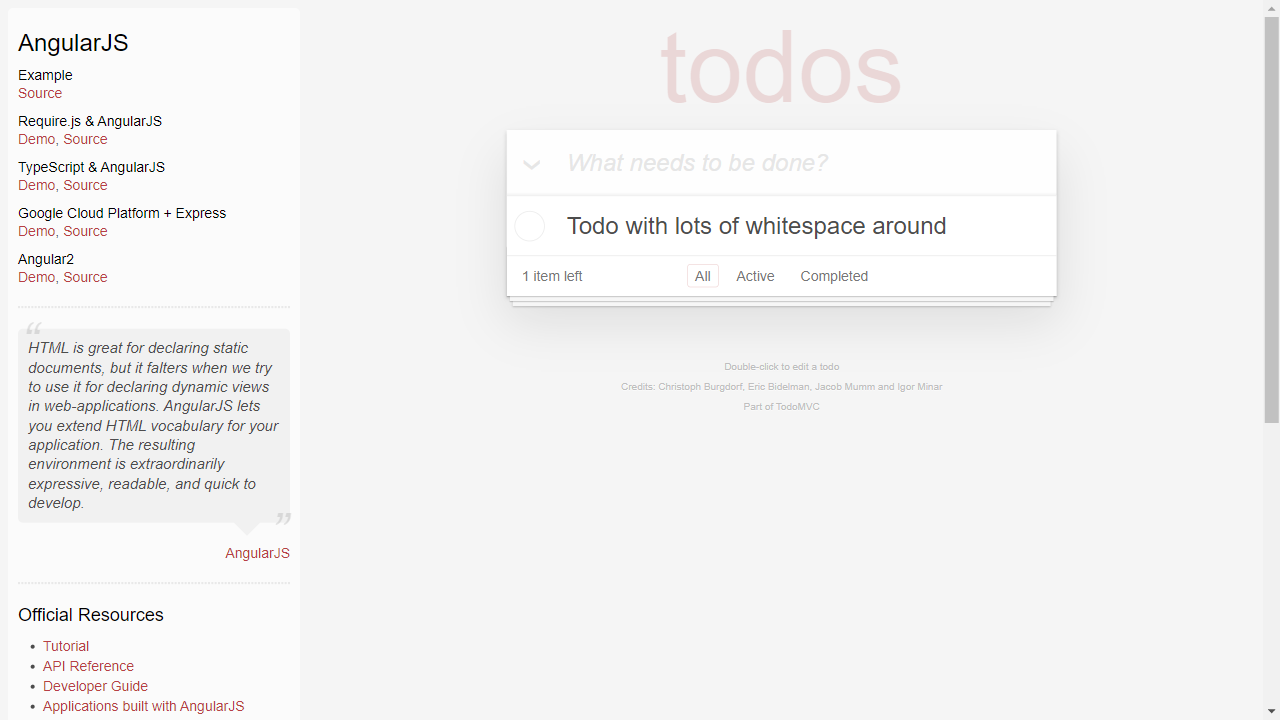 AngularJS
Example
Source
Require.js & AngularJS
Demo, Source
TypeScript & AngularJS
Demo, Source
Google Cloud Platform + Express
Demo, Source
Angular2
Demo, Source
“
HTML is great for declaring static
documents, but it falters when we try
to use it for declaring dynamic views
in web-applications. AngularJS lets
you extend HTML vocabulary for your
application. The resulting
environment is extraordinarily
expressive, readable, and quick to
develop.
”
AngularJS
Official Resources
• Tutorial
• API Reference
• Developer Guide
• Applications built with AngularJS
todos
What needs to be done?
Todo with lots of whitespace around
1 item left All Active Completed
Double-click to edit a todo
Credits: Christoph Burgdorf, Eric Bidelman, Jacob Mumm and Igor Minar
Part of TodoMVC